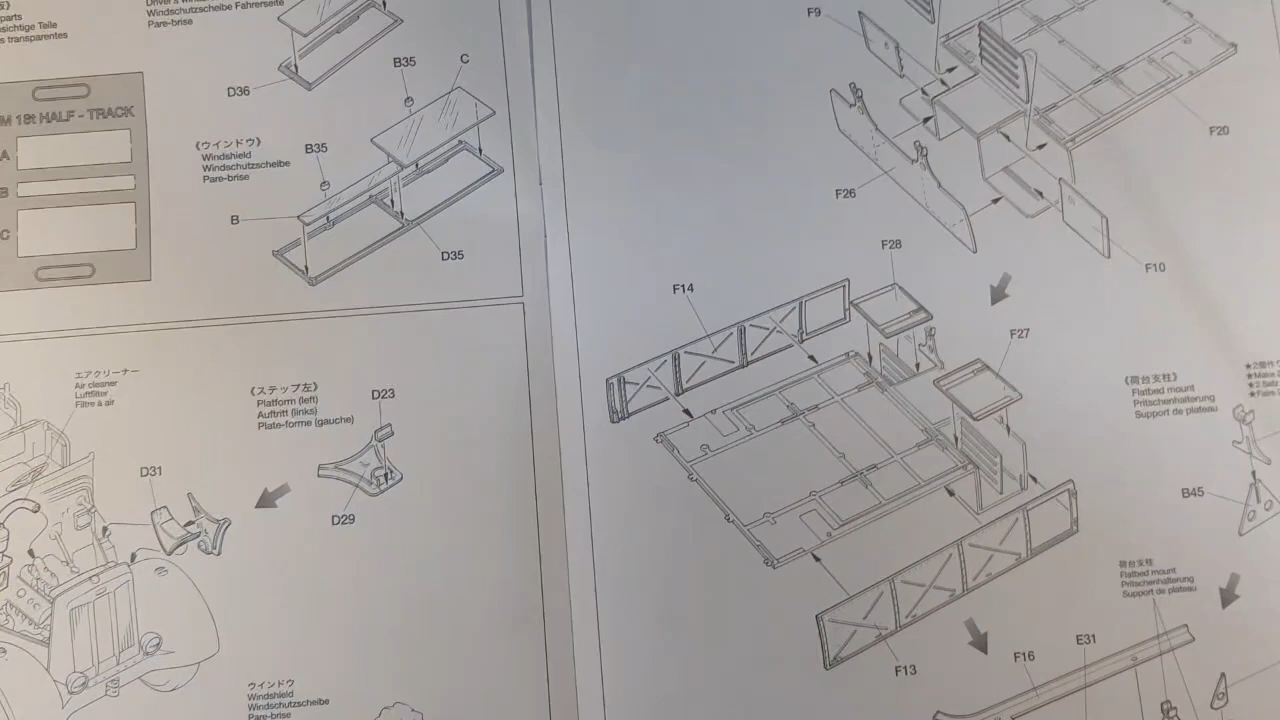 parts
sichtige Teile
s transparentes
Windschutzscheibe Fahrerseite
Pare-brise
D36
B35
C
《ウインドウ》
Windshield
Windschutzscheibe
Pare-brise
B35
B
D35
M 18t HALF - TRACK
A
B
C
エアクリーナー
Air cleaner
Luftfilter
Filtre à air
《ステップ左》
Platform (left)
Auftritt (links)
Plate-forme (gauche)
D23
D31
D29
ウインドウ
Windshield
Windschutzscheibe
Pare-brise
F9
F20
F26
F10
F28
F14
F27
《荷台支柱》
Flatbed mount
Pritschenhalterung
Support de plateau
B45
荷台支柱
Flatbed mount
Pritschenhalterung
Support de plateau
F13
F16
E31